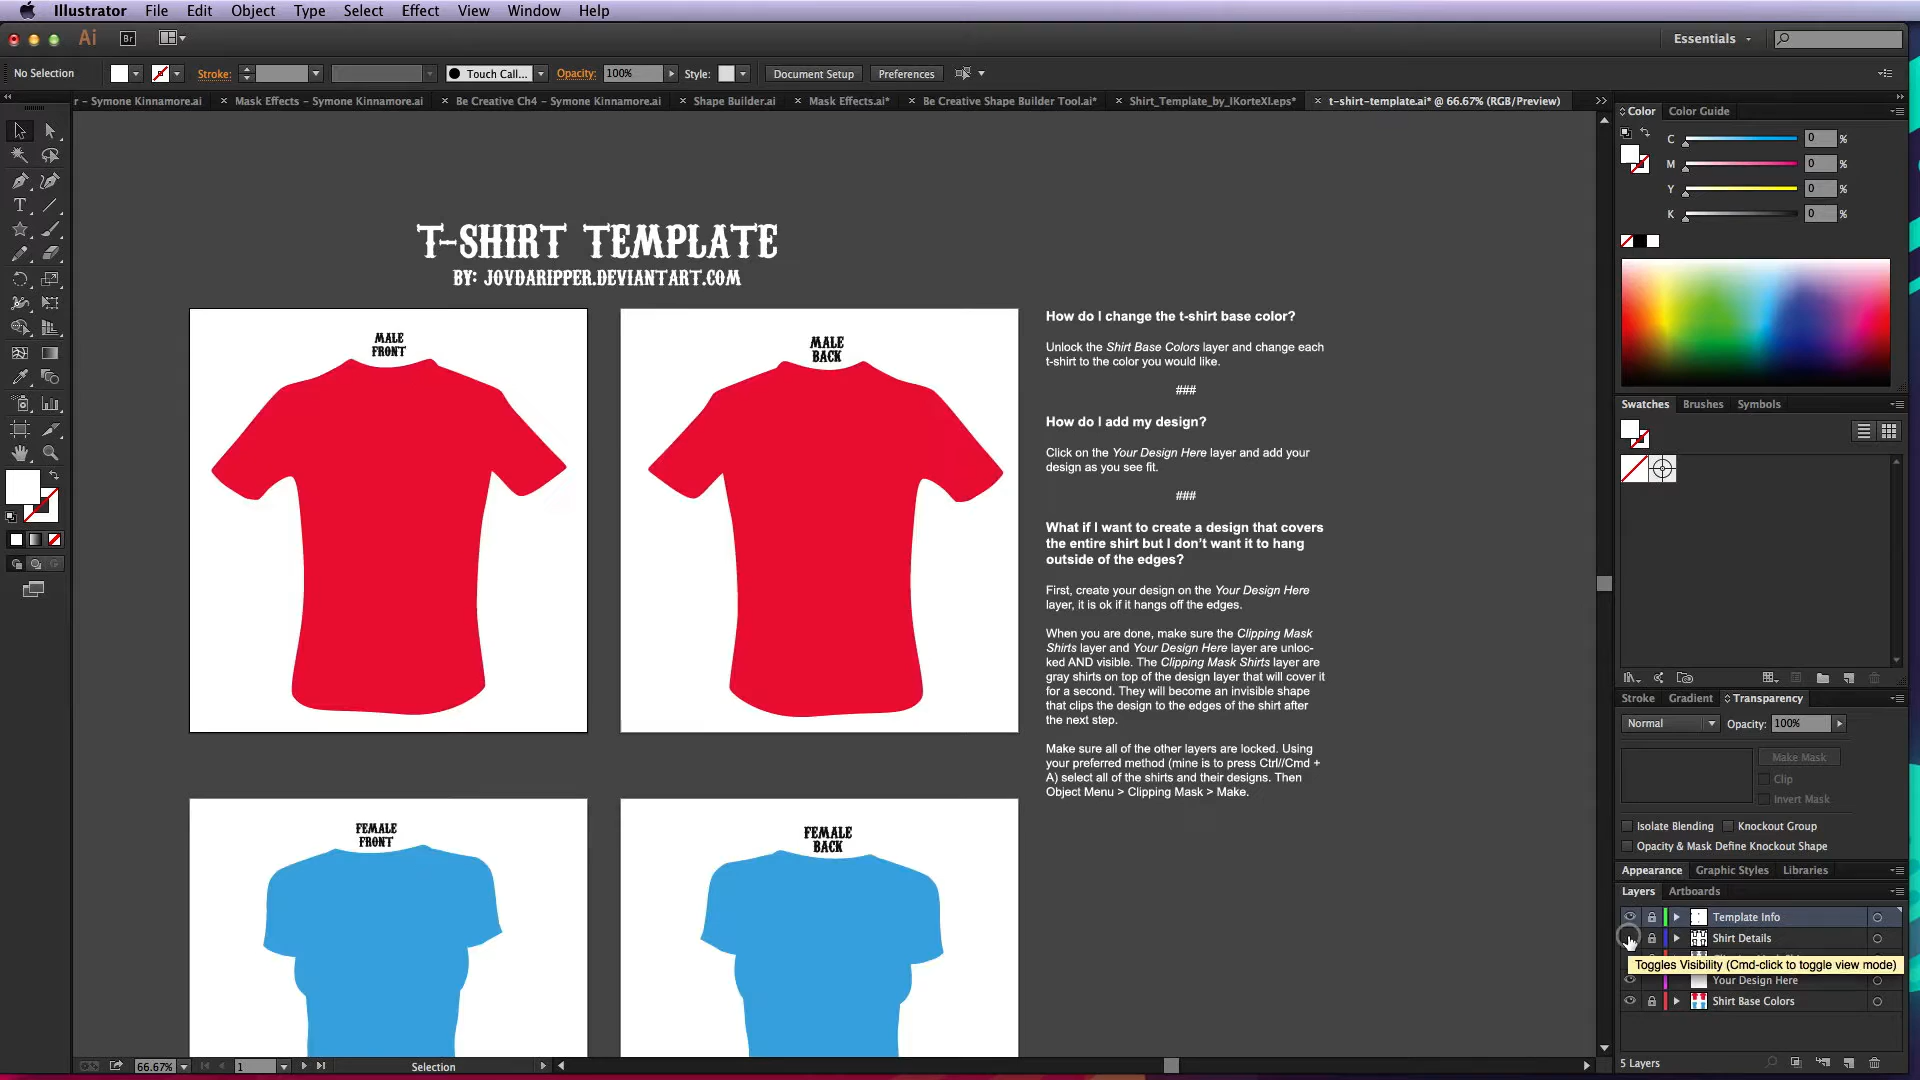 Illustrator File Edit Object Type Select Effect View Window Help
Ai Br Essentials
No Selection Stroke: Touch Call... Opacity: 100% Style: Document Setup Preferences
r – Symone Kinnamore.ai × Mask Effects – Symone Kinnamore.ai × Be Creative Ch4 – Symone Kinnamore.ai × Shape Builder.ai × Mask Effects.ai* × Be Creative Shape Builder Tool.ai* × Shirt_Template_by_IKorteXI.eps* × t-shirt-template.ai* @ 66.67% (RGB/Preview)
T-SHIRT TEMPLATE
BY: JOVDARIPPER.DEVIANTART.COM
MALE
FRONT
MALE
BACK
FEMALE
FRONT
FEMALE
BACK
How do I change the t-shirt base color?
Unlock the Shirt Base Colors layer and change each
t-shirt to the color you would like.
###
How do I add my design?
Click on the Your Design Here layer and add your
design as you see fit.
###
What if I want to create a design that covers
the entire shirt but I don't want it to hang
outside of the edges?
First, create your design on the Your Design Here
layer, it is ok if it hangs off the edges.
When you are done, make sure the Clipping Mask
Shirts layer and Your Design Here layer are unloc-
ked AND visible. The Clipping Mask Shirts layer are
gray shirts on top of the design layer that will cover it
for a second. They will become an invisible shape
that clips the design to the edges of the shirt after
the next step.
Make sure all of the other layers are locked. Using
your preferred method (mine is to press Ctrl//Cmd +
A) select all of the shirts and their designs. Then
Object Menu > Clipping Mask > Make.
Color Color Guide
C 0 %
M 0 %
Y 0 %
K 0 %
Swatches Brushes Symbols
Stroke Gradient Transparency
Normal Opacity: 100%
Make Mask
Clip
Invert Mask
Isolate Blending Knockout Group
Opacity & Mask Define Knockout Shape
Appearance Graphic Styles Libraries
Layers Artboards
Template Info
Shirt Details
Toggles Visibility (Cmd-click to toggle view mode)
Your Design Here
Shirt Base Colors
5 Layers
66.67% 1 Selection